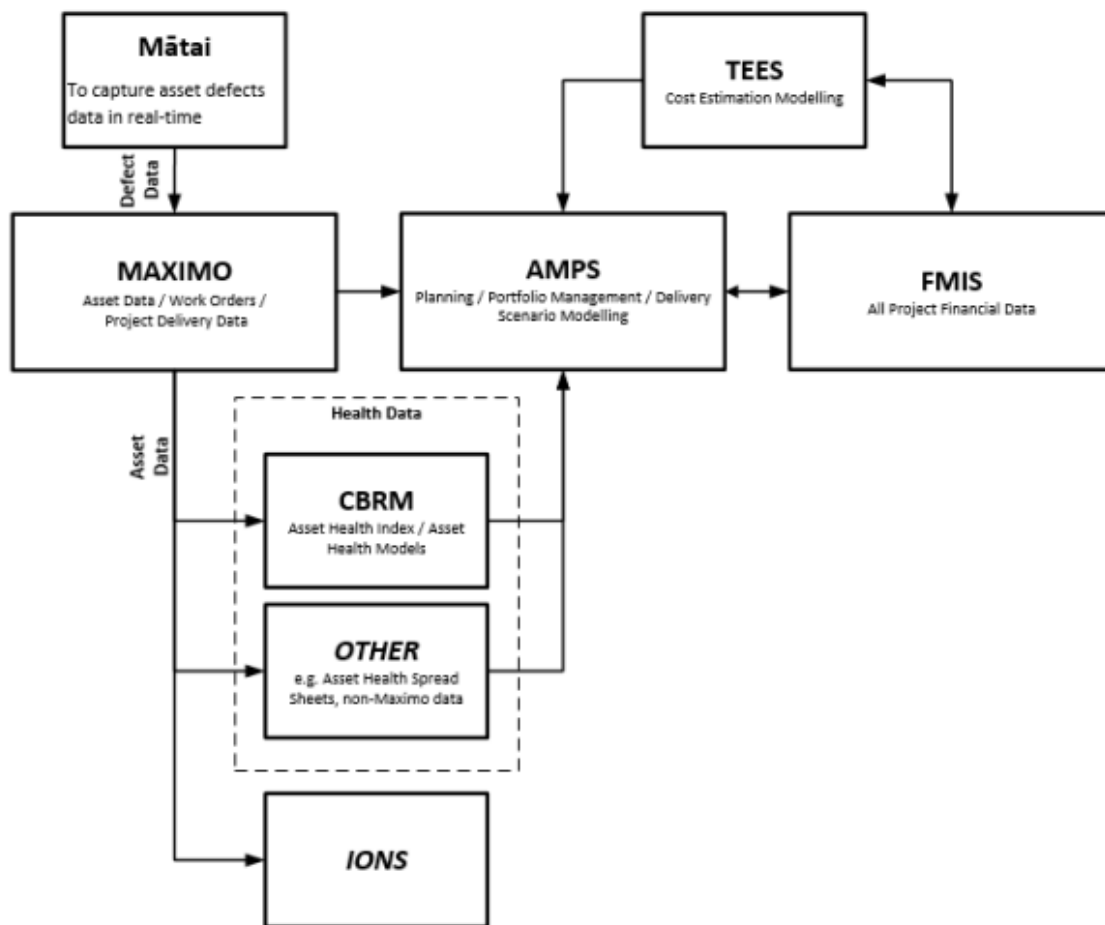 Mātai
To capture asset defects
data in real-time
TEES
Cost Estimation Modelling
Defect
Data
MAXIMO
Asset Data / Work Orders /
Project Delivery Data
AMPS
Planning / Portfolio Management / Delivery
Scenario Modelling
FMIS
All Project Financial Data
Asset
Data
Health Data
CBRM
Asset Health Index / Asset
Health Models
OTHER
e.g. Asset Health Spread
Sheets, non-Maximo data
IONS